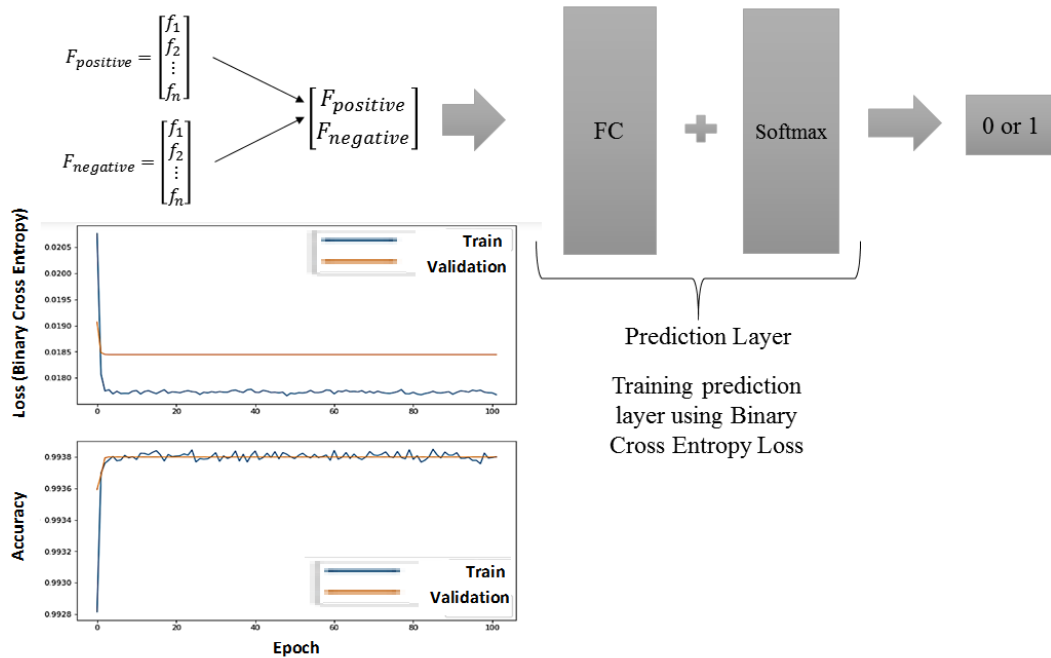 F_positive = [f_1 f_2 ⋮ f_n]
F_negative = [f_1 f_2 ⋮ f_n]
[F_positive
F_negative]
FC
Softmax
0 or 1
Prediction Layer
Training prediction
layer using Binary
Cross Entropy Loss
Loss (Binary Cross Entropy)
0.0205
0.0200
0.0195
0.0190
0.0185
0.0180
0 20 40 60 80 100
Train
Validation
Accuracy
0.9938
0.9936
0.9934
0.9932
0.9930
0.9928
0 20 40 60 80 100
Train
Validation
Epoch